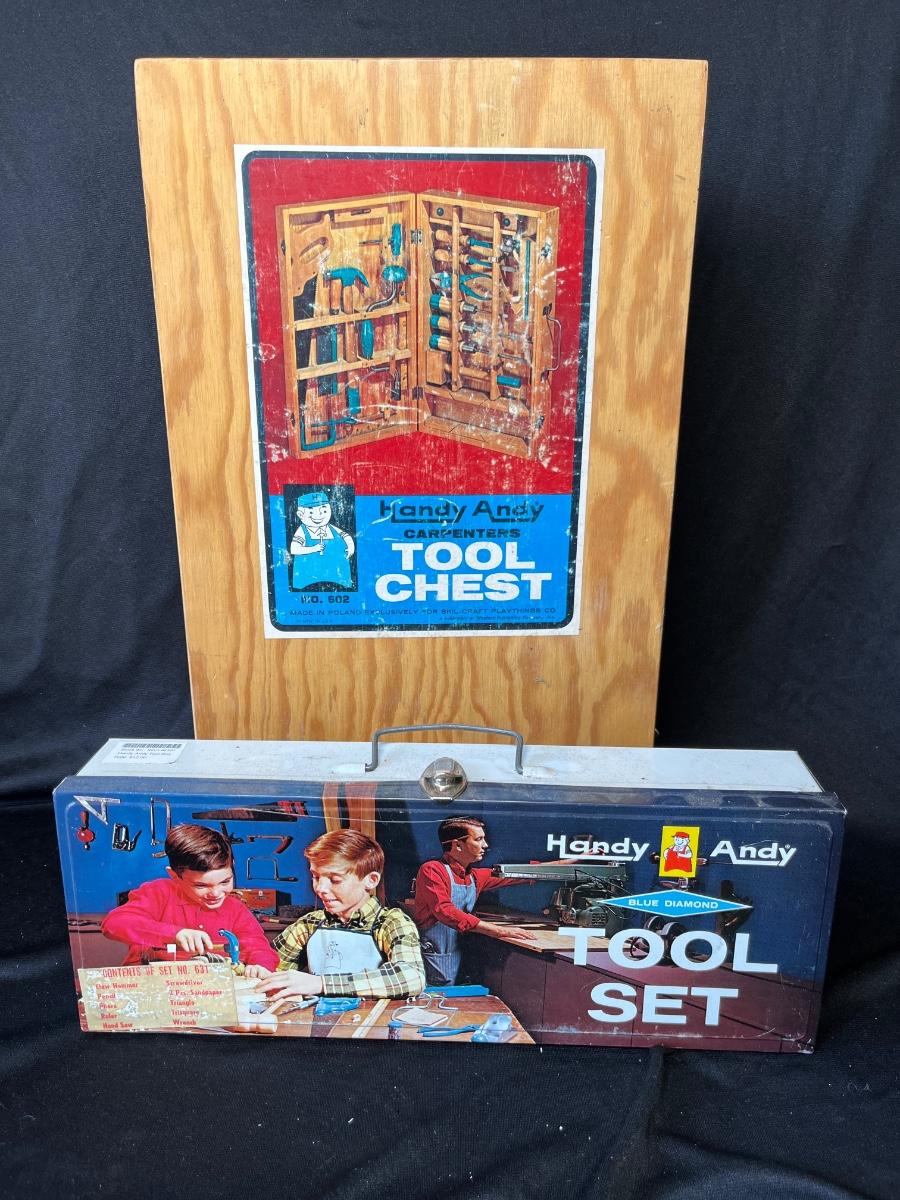 Handy Andy
CARPENTERS
TOOL
CHEST
NO. 602
MADE IN POLAND EXCLUSIVELY FOR SKIL-CRAFT PLAYTHINGS CO
Handy Andy
BLUE DIAMOND
TOOL
SET
CONTENTS OF SET NO. 631
Claw Hammer Screwdriver
Pencil 2 Pcs. Sandpaper
Plans Triangle
Ruler
Hand Saw Wrench